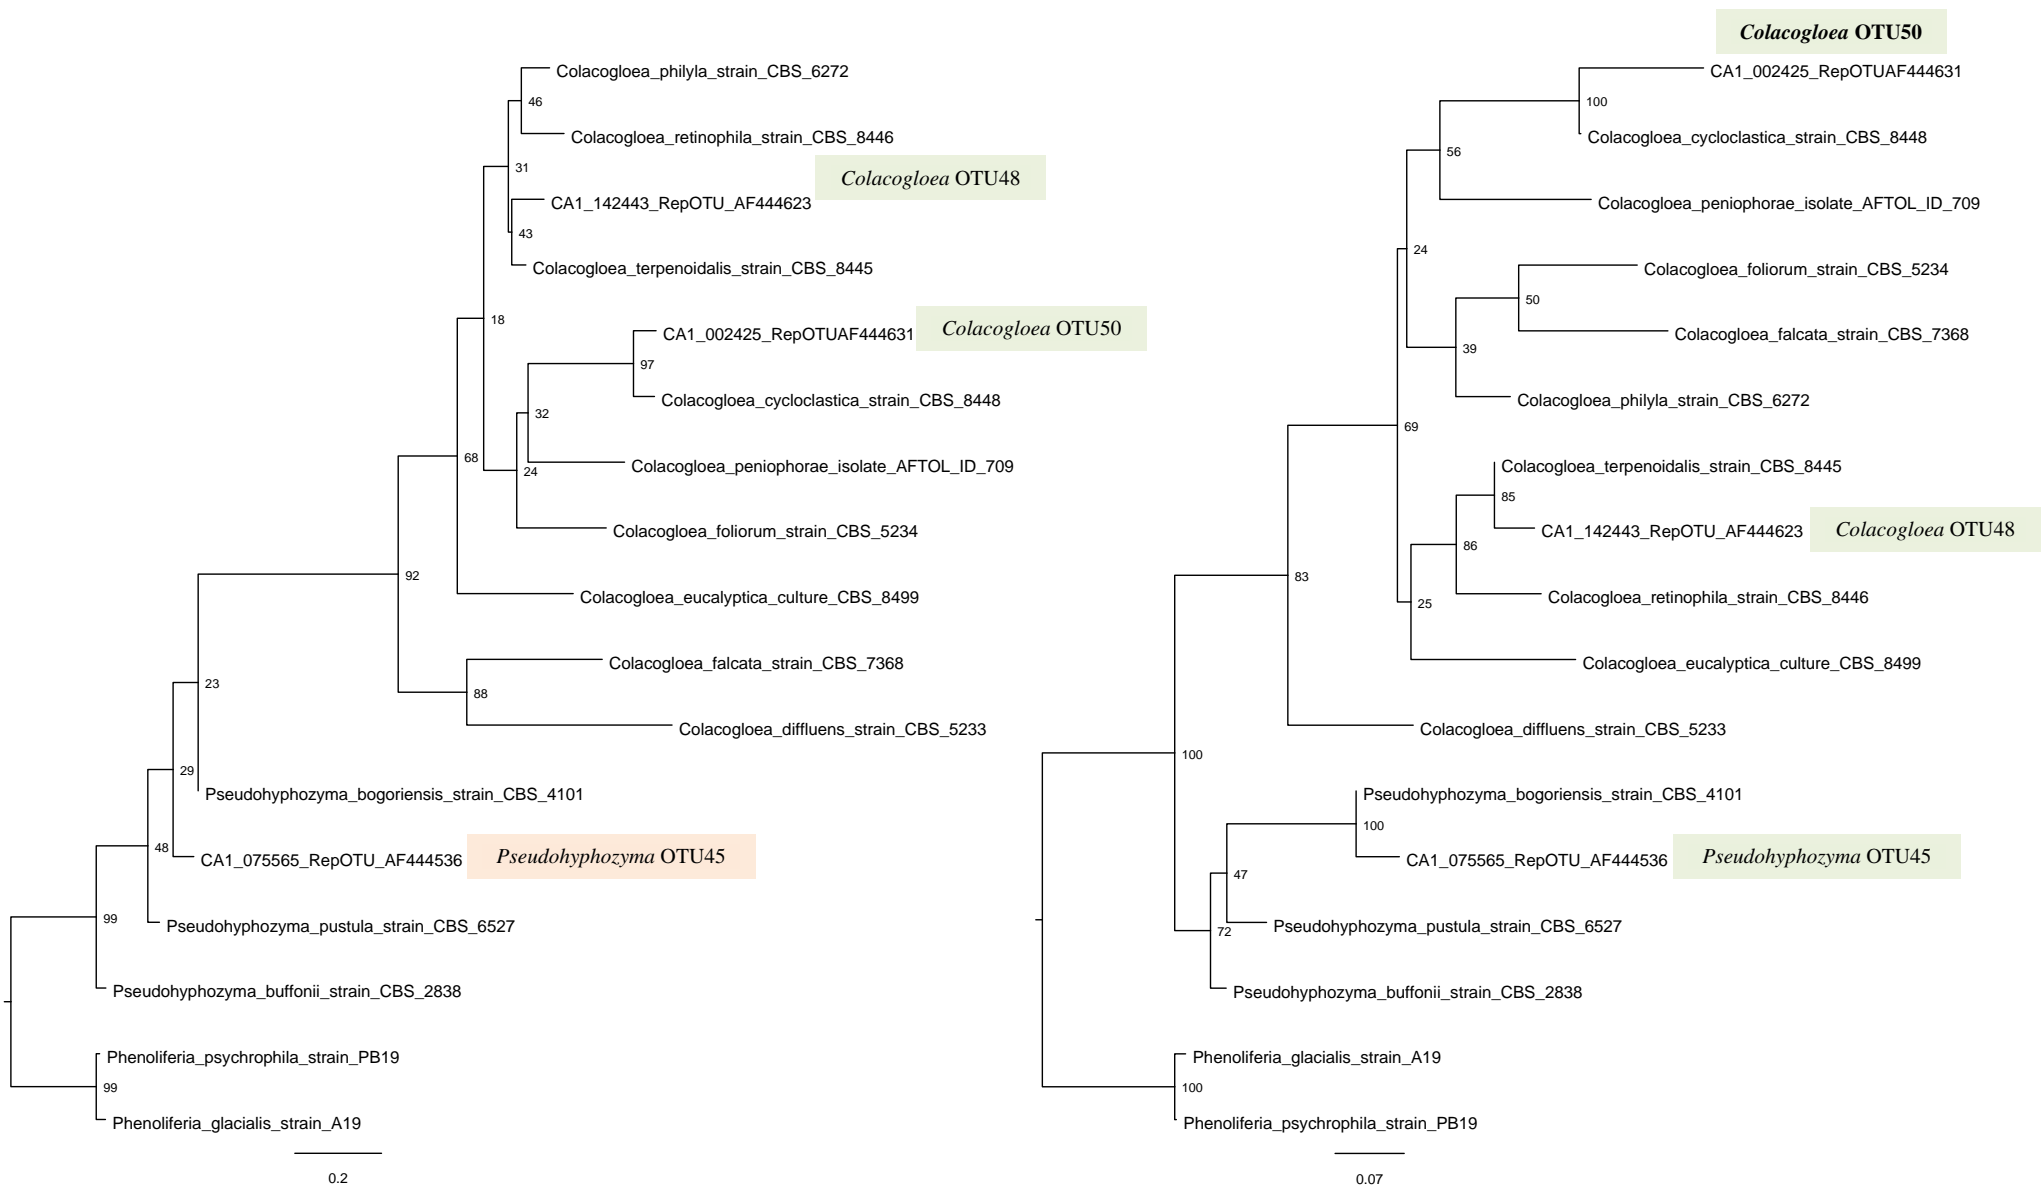 Colacogloea_philyla_strain_CBS_6272
46
Colacogloea_retinophila_strain_CBS_8446
31
Colacogloea OTU48
CA1_142443_RepOTU_AF444623
43
Colacogloea_terpenoidalis_strain_CBS_8445
18
CA1_002425_RepOTUAF444631
Colacogloea OTU50
97
Colacogloea_cycloclastica_strain_CBS_8448
32
68
Colacogloea_peniophorae_isolate_AFTOL_ID_709
24
Colacogloea_foliorum_strain_CBS_5234
92
Colacogloea_eucalyptica_culture_CBS_8499
Colacogloea_falcata_strain_CBS_7368
23
88
Colacogloea_diffluens_strain_CBS_5233
29
Pseudohyphozyma_bogoriensis_strain_CBS_4101
48
CA1_075565_RepOTU_AF444536
Pseudohyphozyma OTU45
99
Pseudohyphozyma_pustula_strain_CBS_6527
Pseudohyphozyma_buffonii_strain_CBS_2838
Phenoliferia_psychrophila_strain_PB19
99
Phenoliferia_glacialis_strain_A19
0.2
Colacogloea OTU50
CA1_002425_RepOTUAF444631
100
Colacogloea_cycloclastica_strain_CBS_8448
56
Colacogloea_peniophorae_isolate_AFTOL_ID_709
24
Colacogloea_foliorum_strain_CBS_5234
50
Colacogloea_falcata_strain_CBS_7368
39
Colacogloea_philyla_strain_CBS_6272
69
Colacogloea_terpenoidalis_strain_CBS_8445
85
CA1_142443_RepOTU_AF444623
Colacogloea OTU48
86
83
Colacogloea_retinophila_strain_CBS_8446
25
Colacogloea_eucalyptica_culture_CBS_8499
Colacogloea_diffluens_strain_CBS_5233
100
Pseudohyphozyma_bogoriensis_strain_CBS_4101
100
CA1_075565_RepOTU_AF444536
Pseudohyphozyma OTU45
47
Pseudohyphozyma_pustula_strain_CBS_6527
72
Pseudohyphozyma_buffonii_strain_CBS_2838
Phenoliferia_glacialis_strain_A19
100
Phenoliferia_psychrophila_strain_PB19
0.07